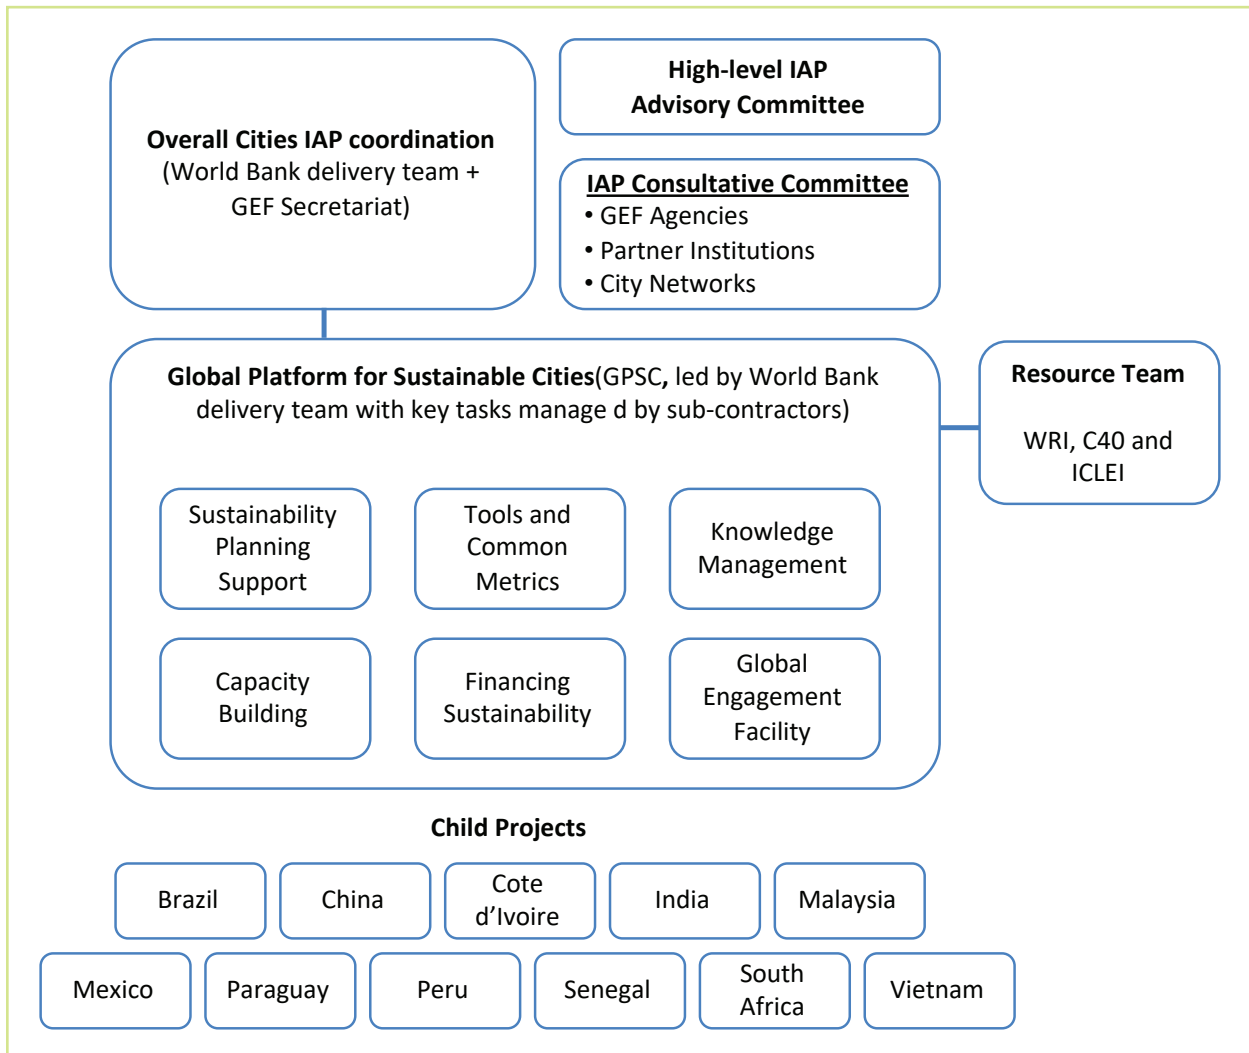 Overall Cities IAP coordination
(World Bank delivery team +
GEF Secretariat)
High-level IAP
Advisory Committee
IAP Consultative Committee
• GEF Agencies
• Partner Institutions
• City Networks
Global Platform for Sustainable Cities(GPSC, led by World Bank
delivery team with key tasks manage d by sub-contractors)
Resource Team
WRI, C40 and
ICLEI
Sustainability
Planning
Support
Tools and
Common
Metrics
Knowledge
Management
Capacity
Building
Financing
Sustainability
Global
Engagement
Facility
Child Projects
Brazil
China
Cote
d’Ivoire
India
Malaysia
Mexico
Paraguay
Peru
Senegal
South
Africa
Vietnam